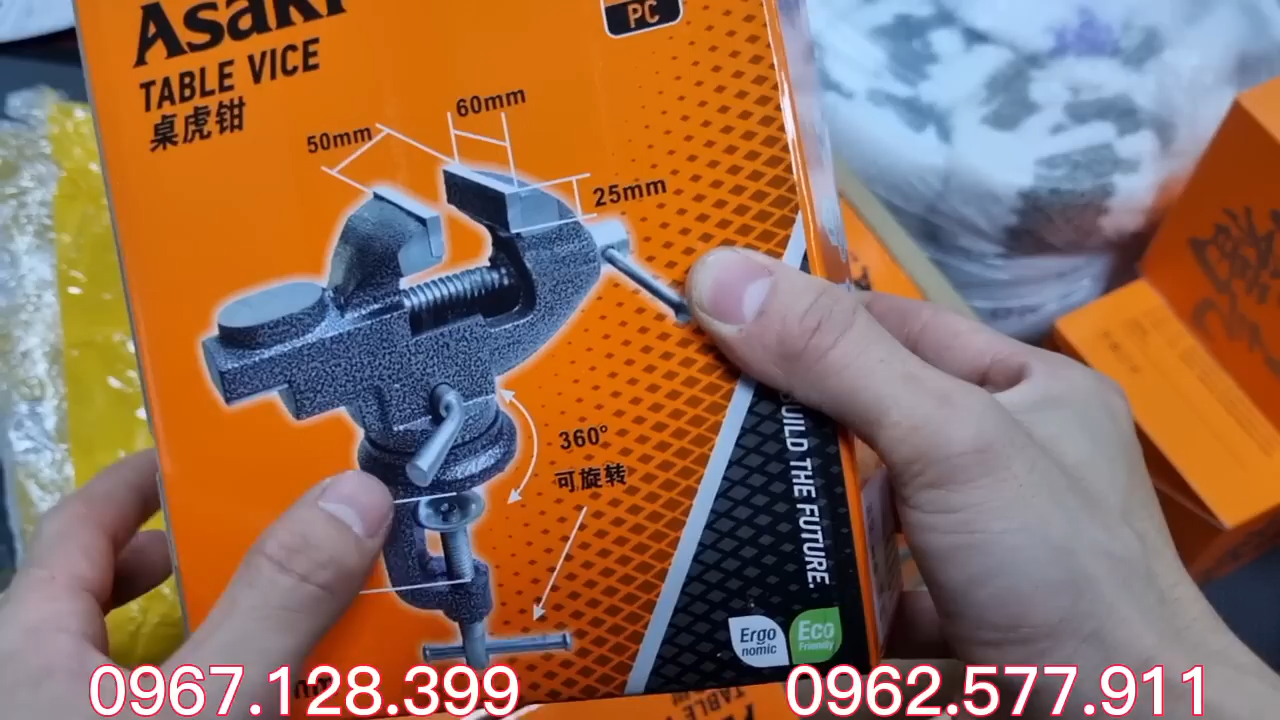 Asaki
TABLE VICE
桌虎钳
PC
50mm
60mm
25mm
360°
可旋转
BUILD THE FUTURE.
Ergo
nomic
Eco
Friendly
0967.128.399
0962.577.911